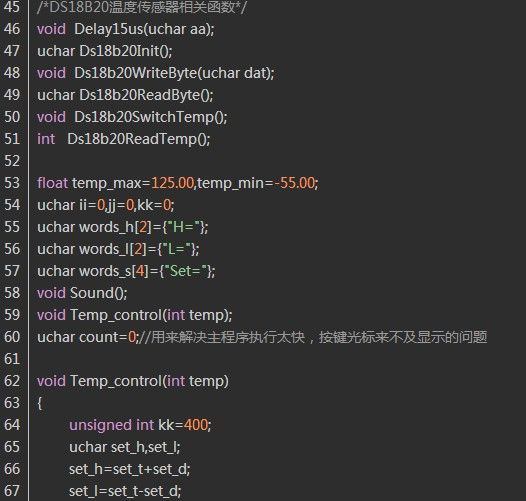 45 /*DS18B20温度传感器相关函数*/
46 void  Delay15us(uchar aa);
47 uchar Ds18b20Init();
48 void  Ds18b20WriteByte(uchar dat);
49 uchar Ds18b20ReadByte();
50 void  Ds18b20SwitchTemp();
51 int   Ds18b20ReadTemp();
52
53 float temp_max=125.00,temp_min=-55.00;
54 uchar ii=0,jj=0,kk=0;
55 uchar words_h[2]={"H="};
56 uchar words_l[2]={"L="};
57 uchar words_s[4]={"Set="};
58 void Sound();
59 void Temp_control(int temp);
60 uchar count=0;//用来解决主程序执行太快，按键光标来不及显示的问题
61
62 void Temp_control(int temp)
63 {
64     unsigned int kk=400;
65     uchar set_h,set_l;
66     set_h=set_t+set_d;
67     set_l=set_t-set_d;